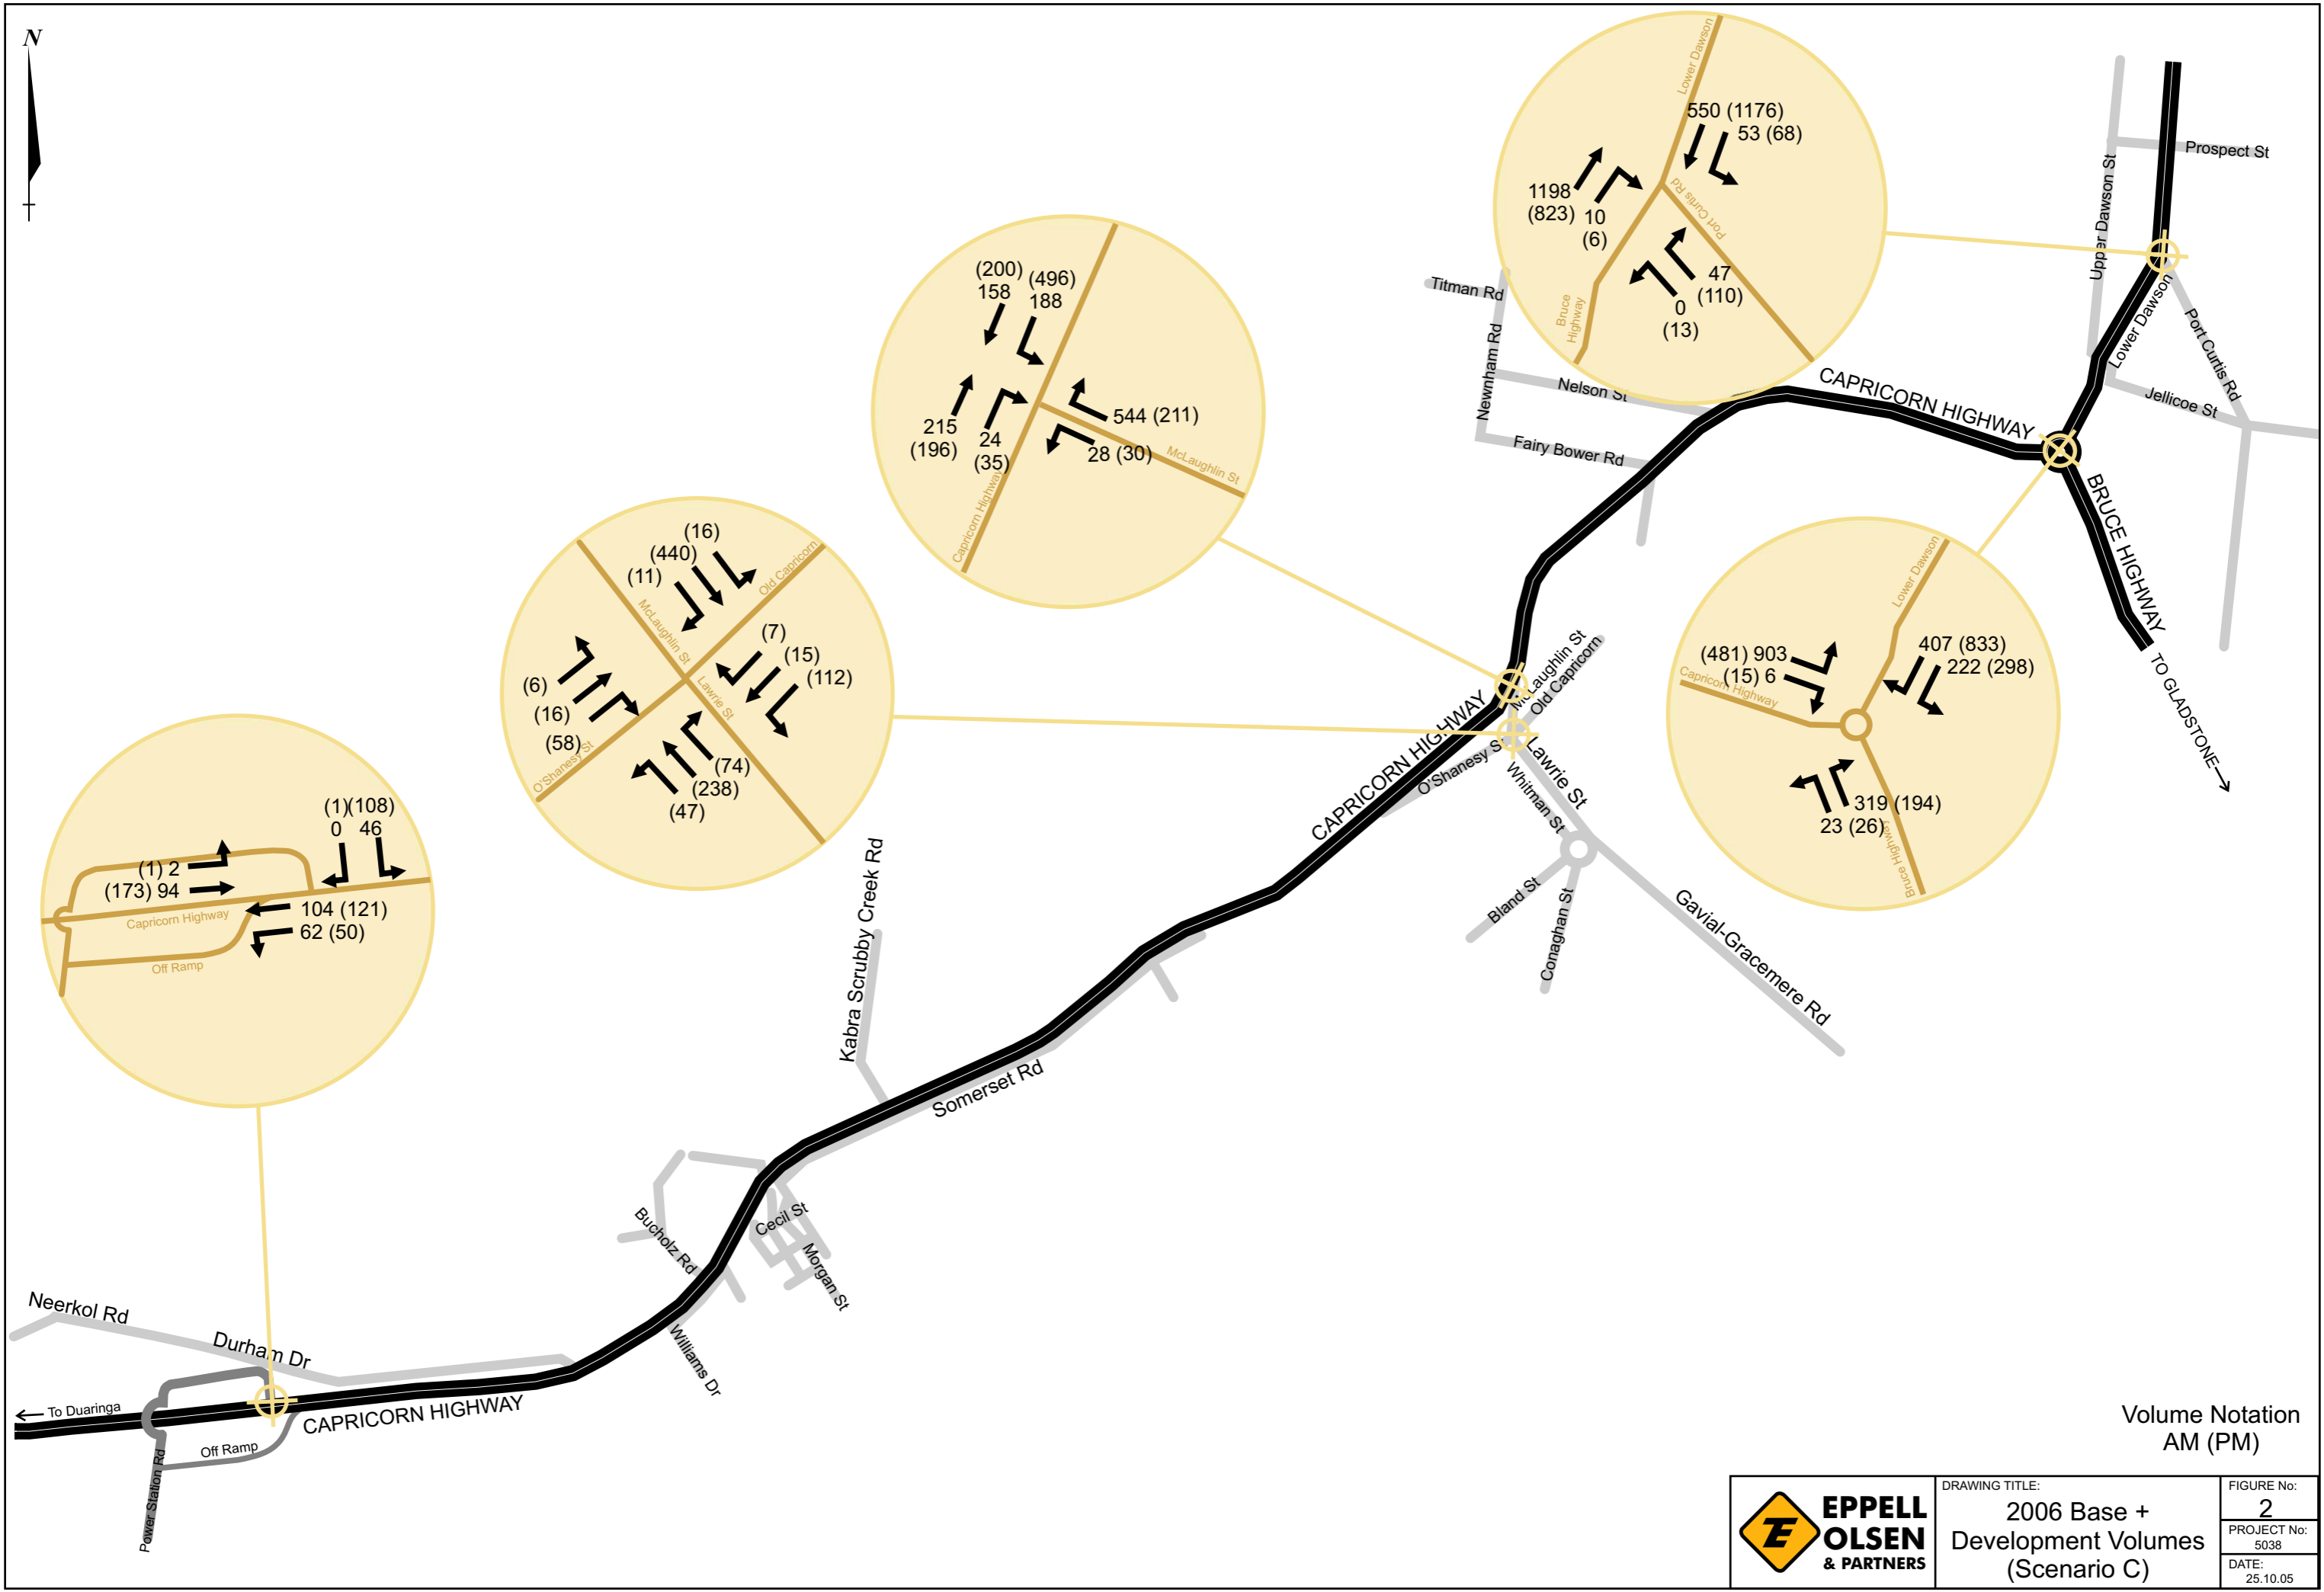 N
Lower Dawson
550 (1176)
53 (68)
1198
(823)
10
(6)
Port Curtis Rd
47
(110)
0
(13)
Bruce
Highway
Prospect St
Upper Dawson St
Lower Dawson
Port Curtis Rd
Jellicoe St
(200)
158
(496)
188
215
(196)
24
(35)
544 (211)
28 (30)
McLaughlin St
Capricorn Highway
Titman Rd
Newnham Rd
Nelson St
Fairy Bower Rd
CAPRICORN HIGHWAY
BRUCE HIGHWAY
TO GLADSTONE
(16)
(440)
(11)
Old Capricorn
McLaughlin St
(7)
(15)
(112)
(6)
(16)
(58)
Lawrie St
O'Shanesy St
(74)
(238)
(47)
Lower Dawson
(481) 903
(15) 6
Capricorn Highway
407 (833)
222 (298)
319 (194)
23 (26)
Bruce Highway
McLaughlin St
Old Capricorn
CAPRICORN HIGHWAY
O'Shanesy St
Lawrie St
Whitman St
Bland St
Conaghan St
Gavial-Gracemere Rd
(1)(108)
0 46
(1) 2
(173) 94
104 (121)
62 (50)
Capricorn Highway
Off Ramp
Kabra Scrubby Creek Rd
Somerset Rd
Cecil St
Morgan St
Bucholz Rd
Williams Dr
Neerkol Rd
Durham Dr
To Duaringa
CAPRICORN HIGHWAY
Off Ramp
Power Station Rd
Volume Notation
AM (PM)
E
EPPELL
OLSEN
& PARTNERS
DRAWING TITLE:
2006 Base +
Development Volumes
(Scenario C)
FIGURE No:
2
PROJECT No:
5038
DATE:
25.10.05